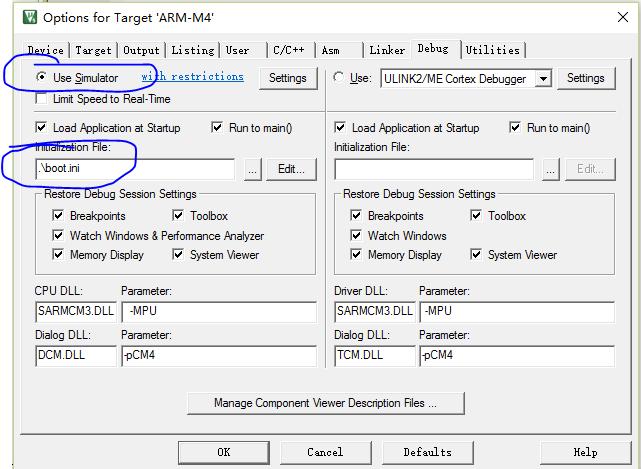 Options for Target 'ARM-M4'
Device Target Output Listing User C/C++ Asm Linker Debug Utilities
Use Simulator with restrictions Settings
Use: ULINK2/ME Cortex Debugger Settings
Limit Speed to Real-Time
Load Application at Startup Run to main()
Load Application at Startup Run to main()
Initialization File:
Initialization File:
.\boot.ini ... Edit...
... Edit...
Restore Debug Session Settings
Restore Debug Session Settings
Breakpoints Toolbox
Breakpoints Toolbox
Watch Windows & Performance Analyzer
Watch Windows
Memory Display System Viewer
Memory Display System Viewer
CPU DLL: Parameter:
Driver DLL: Parameter:
SARMCM3.DLL -MPU
SARMCM3.DLL -MPU
Dialog DLL: Parameter:
Dialog DLL: Parameter:
DCM.DLL -pCM4
TCM.DLL -pCM4
Manage Component Viewer Description Files ...
OK Cancel Defaults Help